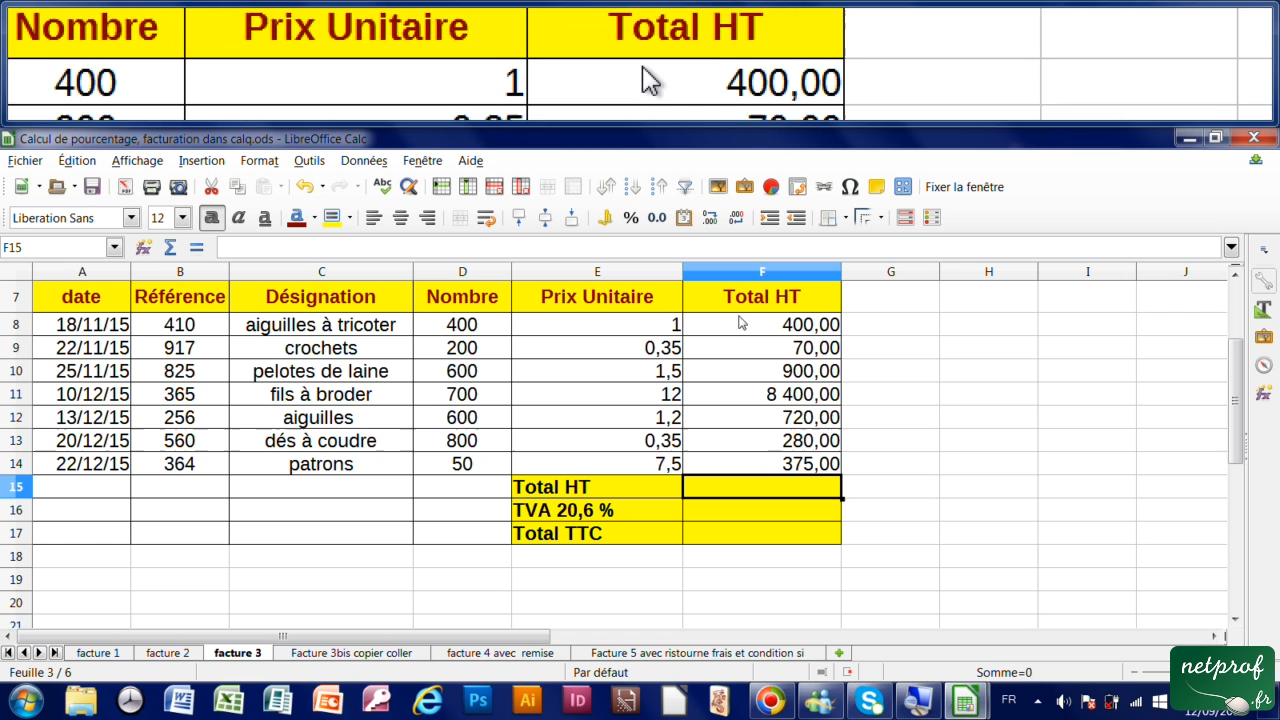 Nombre Prix Unitaire Total HT
400 1 400,00
Calcul de pourcentage, facturation dans calq.ods - LibreOffice Calc
Fichier Édition Affichage Insertion Format Outils Données Fenêtre Aide
Fixer la fenêtre
Liberation Sans 12
F15
A B C D E F G H I J
7 date Référence Désignation Nombre Prix Unitaire Total HT
8 18/11/15 410 aiguilles à tricoter 400 1 400,00
9 22/11/15 917 crochets 200 0,35 70,00
10 25/11/15 825 pelotes de laine 600 1,5 900,00
11 10/12/15 365 fils à broder 700 12 8 400,00
12 13/12/15 256 aiguilles 600 1,2 720,00
13 20/12/15 560 dés à coudre 800 0,35 280,00
14 22/12/15 364 patrons 50 7,5 375,00
15 Total HT
16 TVA 20,6 %
17 Total TTC
18
19
20
21
facture 1 facture 2 facture 3 Facture 3bis copier coller facture 4 avec remise Facture 5 avec ristourne frais et condition si
Feuille 3 / 6 Par défaut Somme=0
netprof.fr
FR